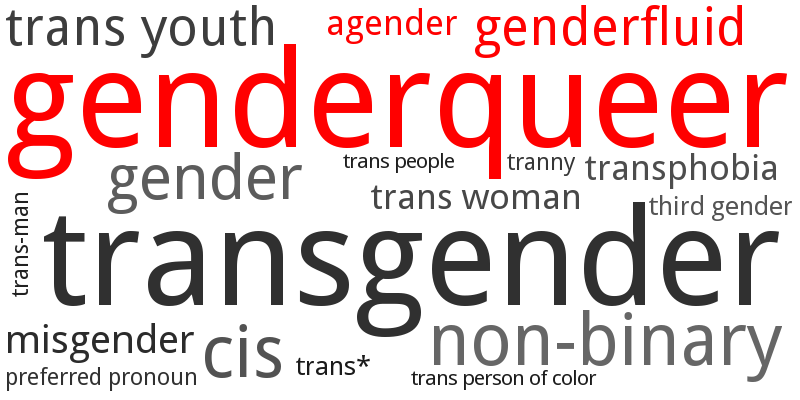 trans youth
agender
genderfluid
genderqueer
gender
trans people
tranny
transphobia
trans woman
third gender
trans-man
transgender
misgender
cis
non-binary
preferred pronoun
trans*
trans person of color